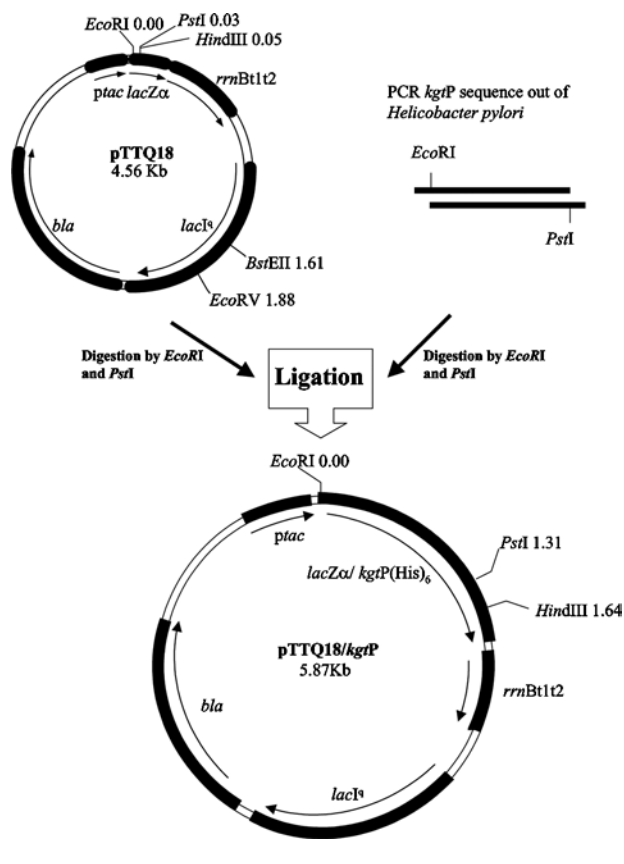 EcoRI 0.00
PstI 0.03
HindIII 0.05
ptac lacZα
rrnBt1t2
pTTQ18
4.56 Kb
bla
lacIq
BstEII 1.61
EcoRV 1.88
PCR kgtP sequence out of
Helicobacter pylori
EcoRI
PstI
Digestion by EcoRI
and PstI
Ligation
Digestion by EcoRI
and PstI
EcoRI 0.00
ptac
PstI 1.31
lacZα/ kgtP(His)6
HindIII 1.64
pTTQ18/kgtP
5.87Kb
rrnBt1t2
bla
lacIq